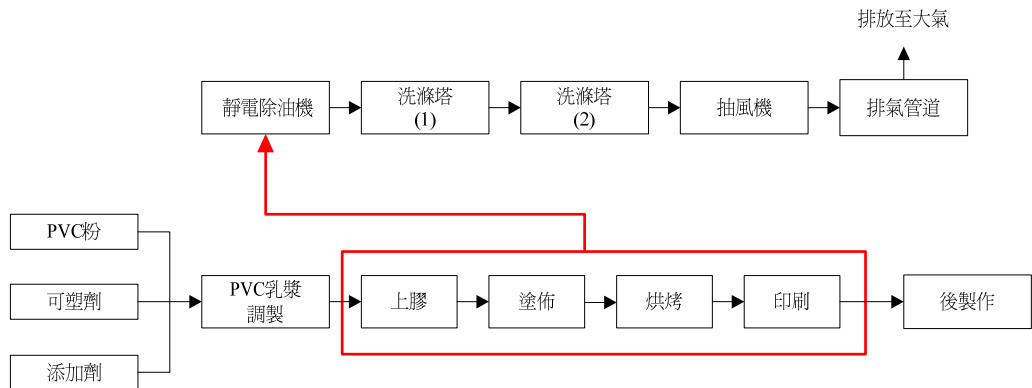 排放至大氣
靜電除油機
洗滌塔
(1)
洗滌塔
(2)
抽風機
排氣管道
PVC粉
可塑劑
添加劑
PVC乳漿
調製
上膠
塗佈
烘烤
印刷
後製作